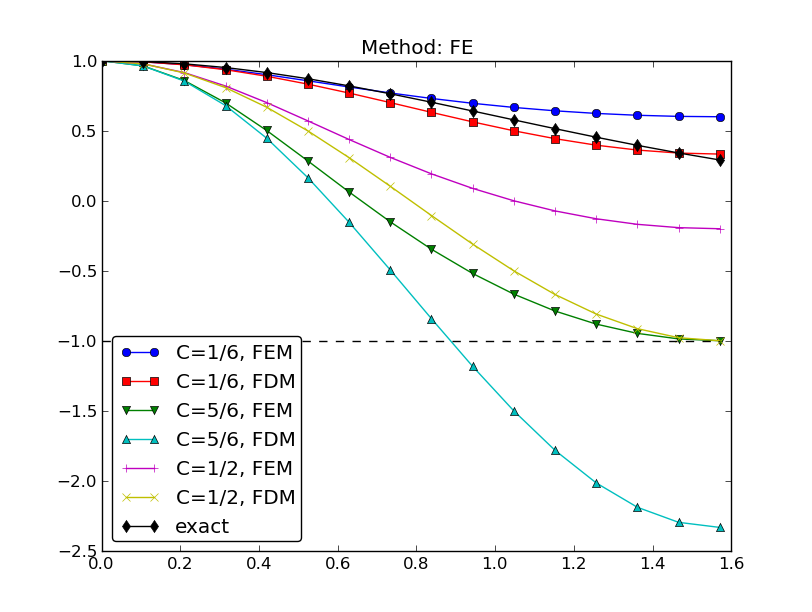 Method: FE
1.0
0.5
0.0
−0.5
−1.0
−1.5
−2.0
−2.5
C=1/6, FEM
C=1/6, FDM
C=5/6, FEM
C=5/6, FDM
C=1/2, FEM
C=1/2, FDM
exact
0.0 0.2 0.4 0.6 0.8 1.0 1.2 1.4 1.6